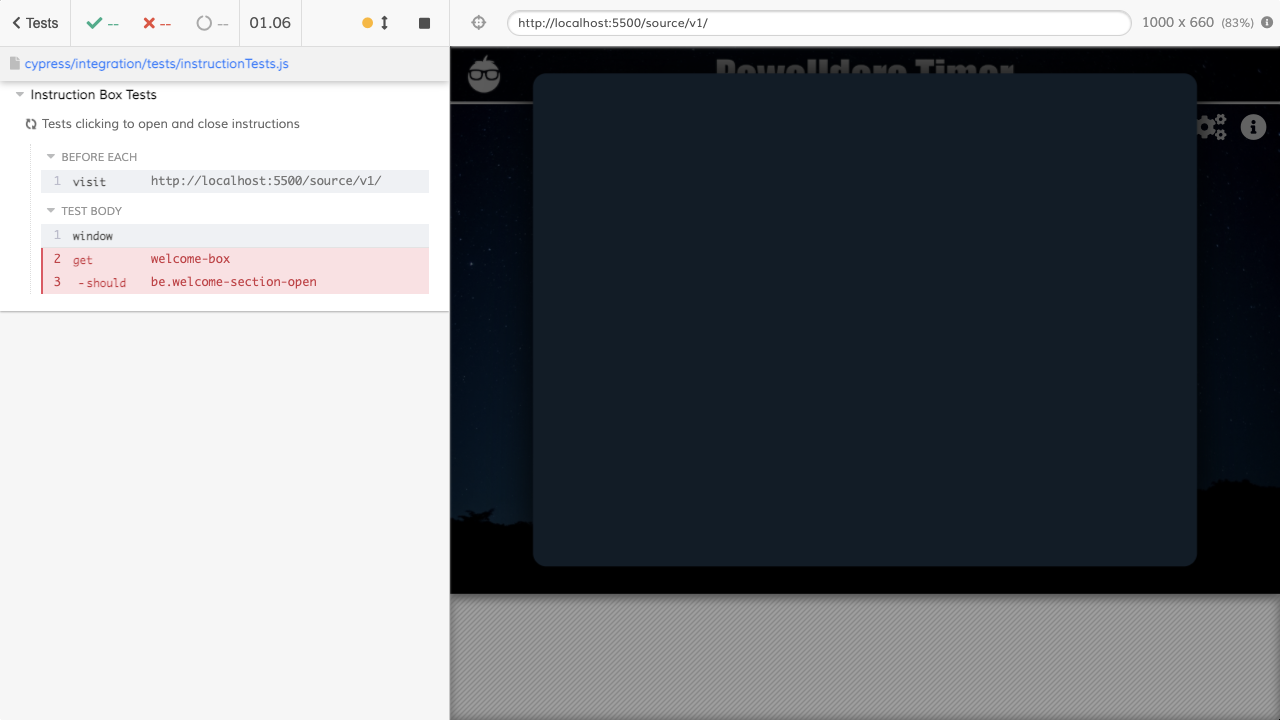 Tests -- -- -- 01.06
http://localhost:5500/source/v1/ 1000 x 660 (83%)
cypress/integration/tests/instructionTests.js
Instruction Box Tests
Tests clicking to open and close instructions
BEFORE EACH
1 visit http://localhost:5500/source/v1/
TEST BODY
1 window
2 get welcome-box
3 -should be.welcome-section-open